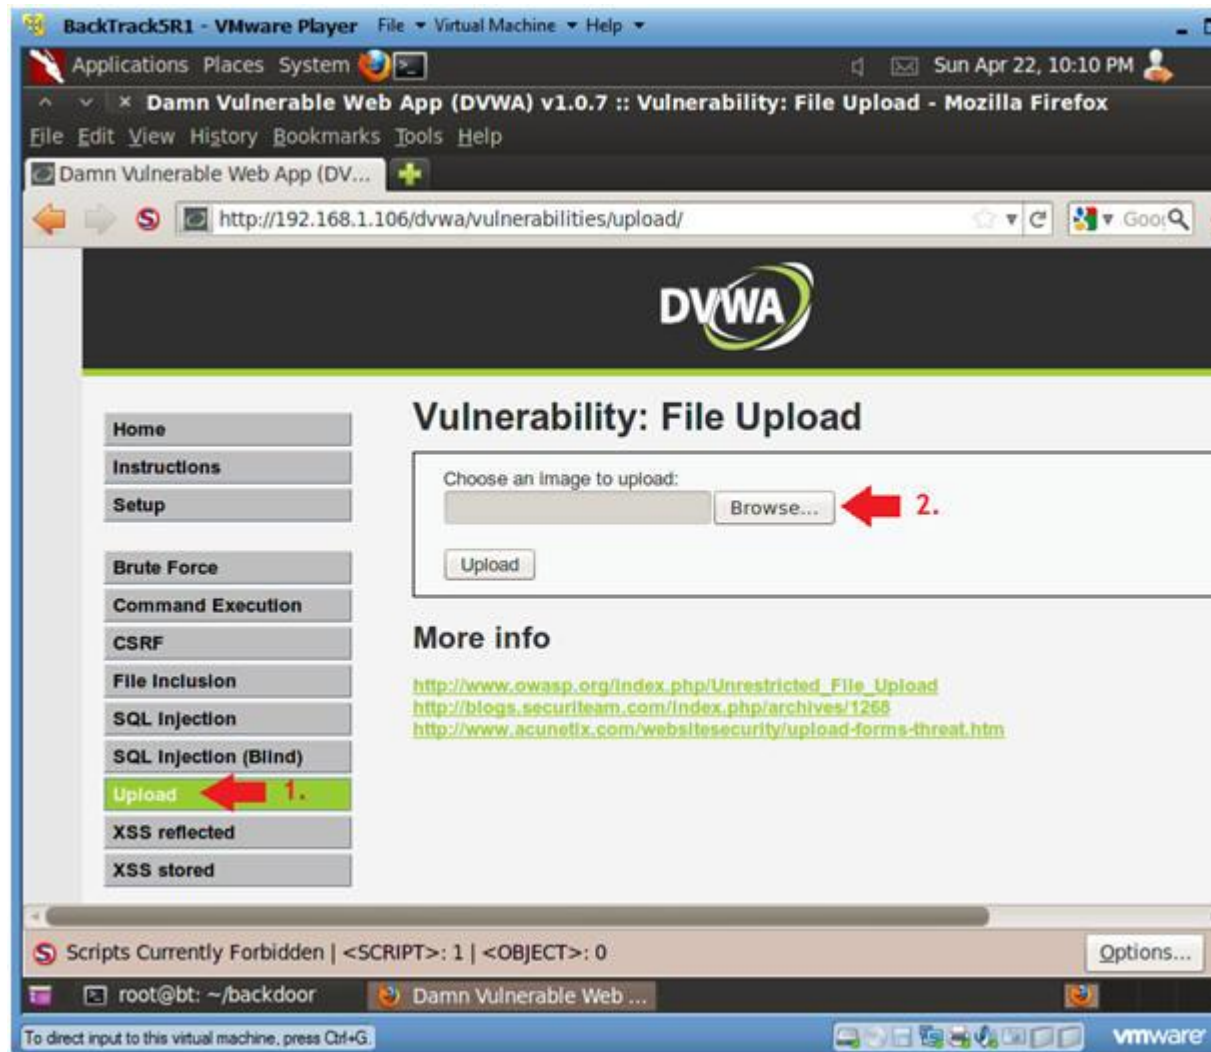 BackTrack5R1 - VMware Player File Virtual Machine Help
Applications Places System Sun Apr 22, 10:10 PM
Damn Vulnerable Web App (DVWA) v1.0.7 :: Vulnerability: File Upload - Mozilla Firefox
File Edit View History Bookmarks Tools Help
Damn Vulnerable Web App (DV...
http://192.168.1.106/dvwa/vulnerabilities/upload/
DVWA
Home
Instructions
Setup
Brute Force
Command Execution
CSRF
File Inclusion
SQL Injection
SQL Injection (Blind)
Upload 1.
XSS reflected
XSS stored
Vulnerability: File Upload
Choose an image to upload:
Browse... 2.
Upload
More info
http://www.owasp.org/index.php/Unrestricted_File_Upload
http://blogs.securiteam.com/index.php/archives/1268
http://www.acunetix.com/websitesecurity/upload-forms-threat.htm
Scripts Currently Forbidden | <SCRIPT>: 1 | <OBJECT>: 0 Options...
root@bt: ~/backdoor Damn Vulnerable Web ...
To direct input to this virtual machine, press Ctrl+G. vmware